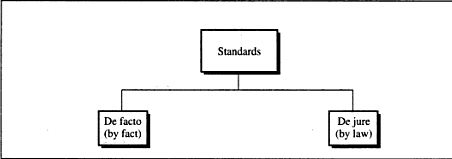 Standards
De facto
(by fact)
De jure
(by law)